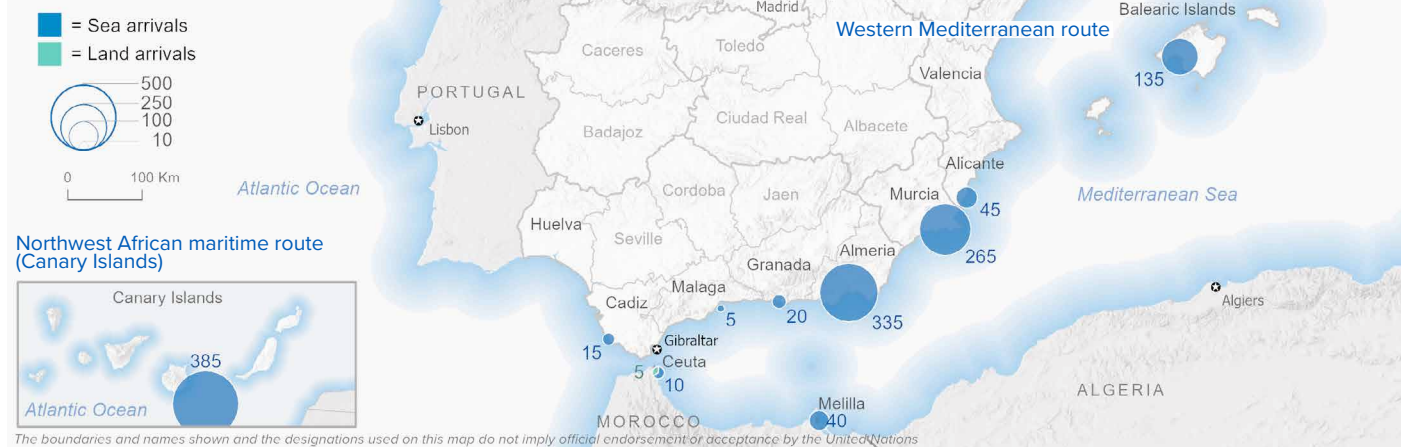 = Sea arrivals
= Land arrivals
500
250
100
10
0 100 Km
Madrid
Western Mediterranean route
Balearic Islands
135
Caceres
Toledo
Valencia
PORTUGAL
Lisbon
Badajoz
Ciudad Real
Albacete
Alicante
45
Atlantic Ocean
Cordoba
Jaen
Murcia
265
Mediterranean Sea
Huelva
Seville
Almeria
335
Granada
20
Malaga
5
Cadiz
15
Gibraltar
Ceuta
5
10
Melilla
40
Algiers
ALGERIA
MOROCCO
Northwest African maritime route
(Canary Islands)
Canary Islands
385
Atlantic Ocean
The boundaries and names shown and the designations used on this map do not imply official endorsement or acceptance by the United Nations